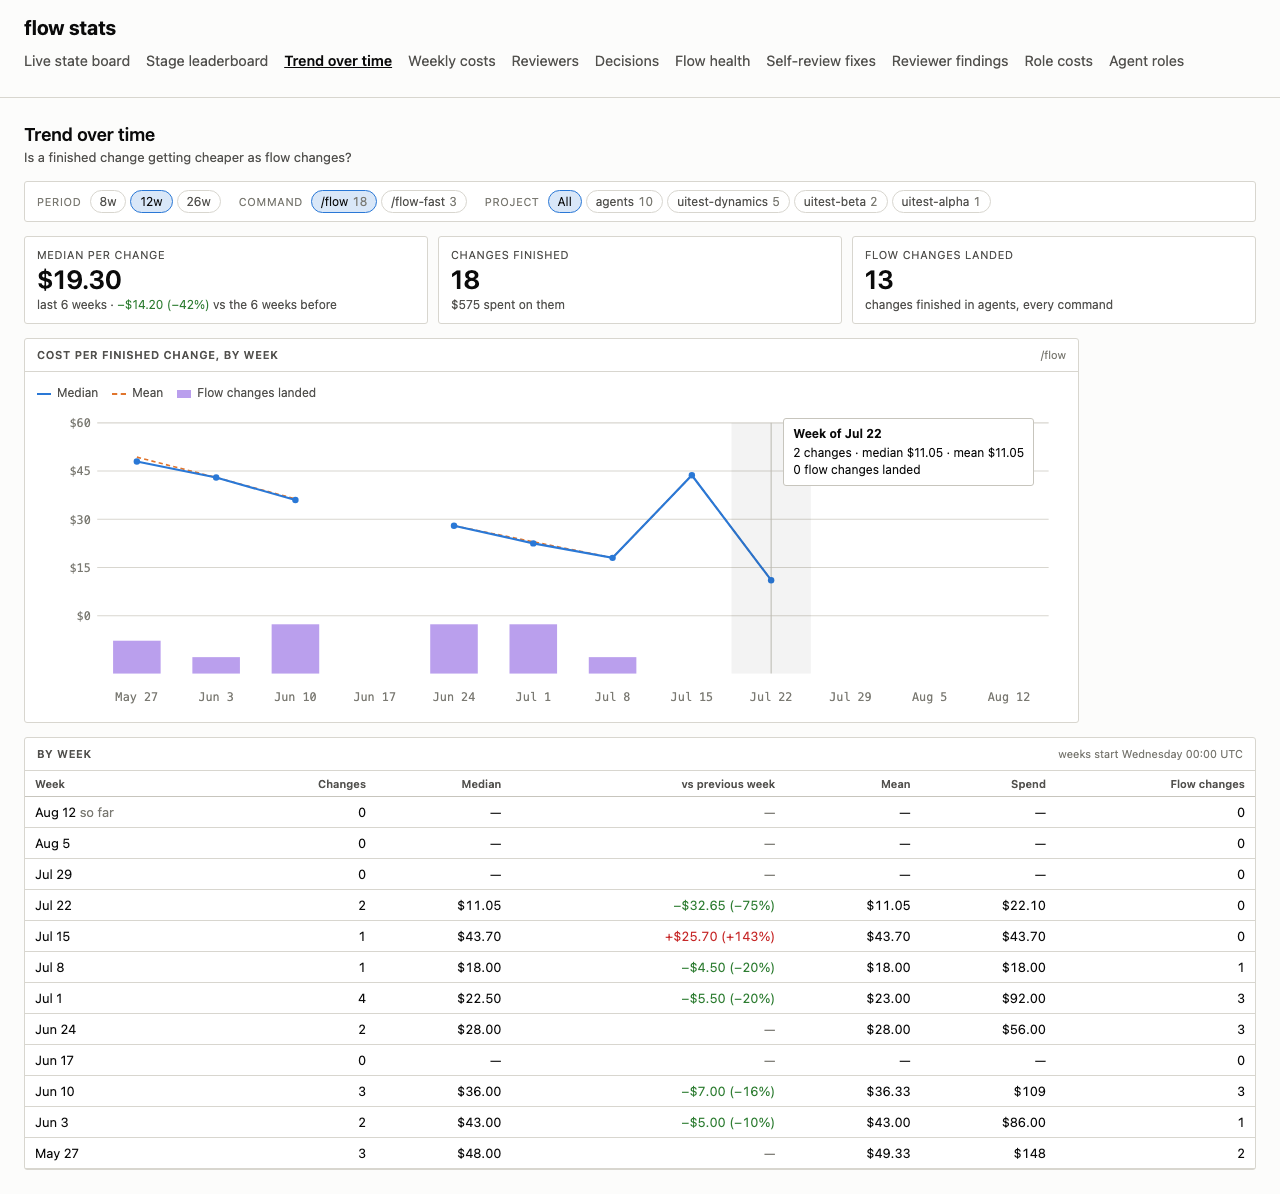 flow stats
Live state board Stage leaderboard Trend over time Weekly costs Reviewers Decisions Flow health Self-review fixes Reviewer findings Role costs Agent roles
Trend over time
Is a finished change getting cheaper as flow changes?
PERIOD 8w 12w 26w COMMAND /flow 18 /flow-fast 3 PROJECT All agents 10 uitest-dynamics 5 uitest-beta 2 uitest-alpha 1
MEDIAN PER CHANGE
$19.30
last 6 weeks · −$14.20 (−42%) vs the 6 weeks before
CHANGES FINISHED
18
$575 spent on them
FLOW CHANGES LANDED
13
changes finished in agents, every command
COST PER FINISHED CHANGE, BY WEEK /flow
Median Mean Flow changes landed
$60
$45
$30
$15
$0
Week of Jul 22
2 changes · median $11.05 · mean $11.05
0 flow changes landed
May 27 Jun 3 Jun 10 Jun 17 Jun 24 Jul 1 Jul 8 Jul 15 Jul 22 Jul 29 Aug 5 Aug 12
BY WEEK weeks start Wednesday 00:00 UTC
Week Changes Median vs previous week Mean Spend Flow changes
Aug 12 so far 0 — — — — 0
Aug 5 0 — — — — 0
Jul 29 0 — — — — 0
Jul 22 2 $11.05 −$32.65 (−75%) $11.05 $22.10 0
Jul 15 1 $43.70 +$25.70 (+143%) $43.70 $43.70 0
Jul 8 1 $18.00 −$4.50 (−20%) $18.00 $18.00 1
Jul 1 4 $22.50 −$5.50 (−20%) $23.00 $92.00 3
Jun 24 2 $28.00 — $28.00 $56.00 3
Jun 17 0 — — — — 0
Jun 10 3 $36.00 −$7.00 (−16%) $36.33 $109 3
Jun 3 2 $43.00 −$5.00 (−10%) $43.00 $86.00 1
May 27 3 $48.00 — $49.33 $148 2